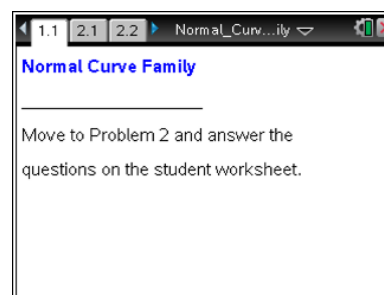 1.1 2.1 2.2 Normal_Curv...ily
Normal Curve Family
Move to Problem 2 and answer the
questions on the student worksheet.